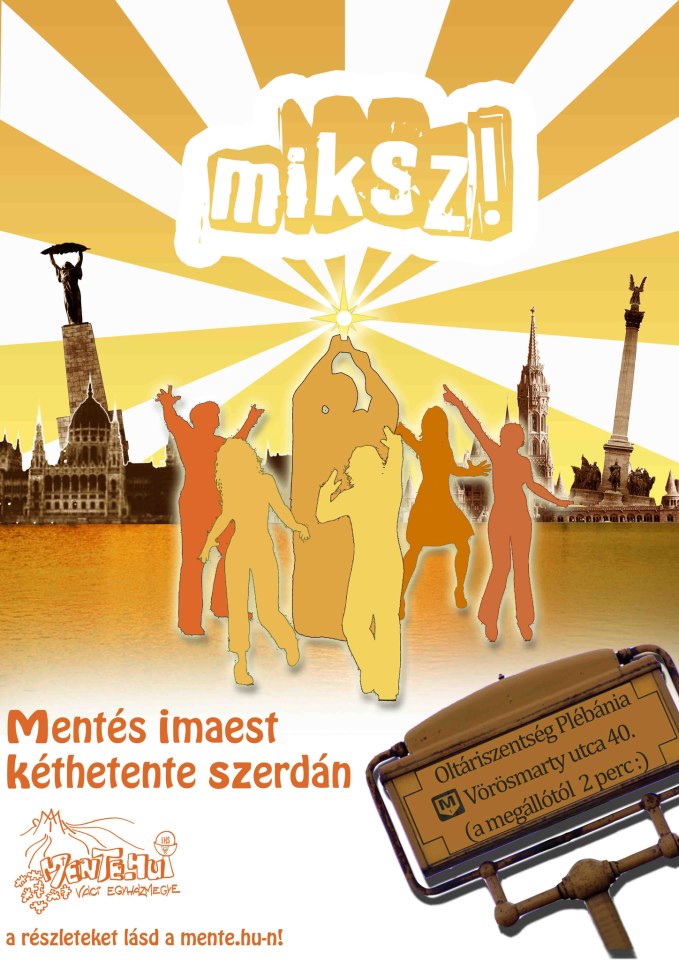 mikSz!
Mentés imaest
kéthetente szerdán
Oltáriszentség Plébánia
M Vörösmarty utca 40.
(a megállótól 2 perc :)
IHS
MENTE.HU
VÁCI EGYHÁZMEGYE
a részleteket lásd a mente.hu-n!